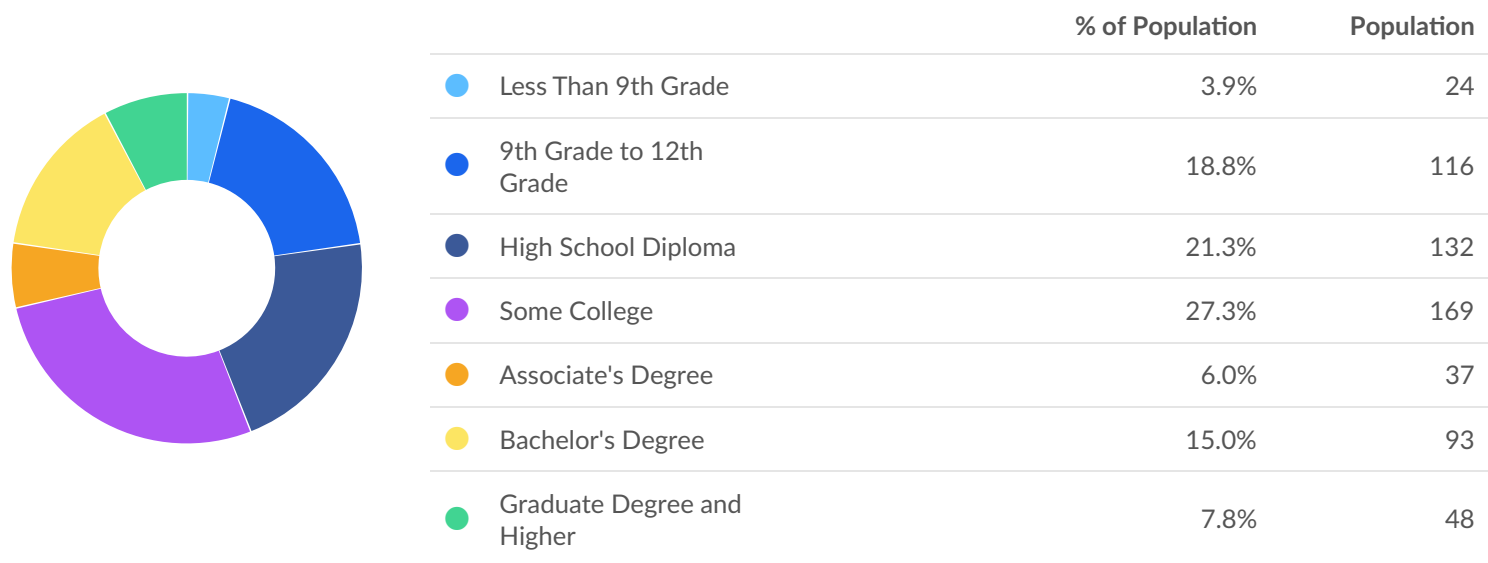 % of Population Population
Less Than 9th Grade 3.9% 24
9th Grade to 12th
Grade 18.8% 116
High School Diploma 21.3% 132
Some College 27.3% 169
Associate's Degree 6.0% 37
Bachelor's Degree 15.0% 93
Graduate Degree and
Higher 7.8% 48